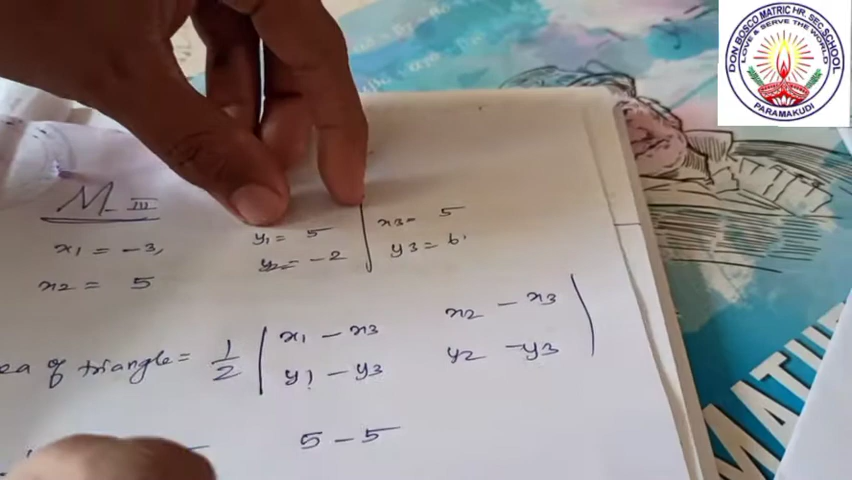 DON BOSCO MATRIC HR. SEC. SCHOOL
LOVE & SERVE THE WORLD
PARAMAKUDI
M-III
x1 = -3, y1 = 5 x3 = 5
x2 = 5 y2 = -2 y3 = 6
ea of triangle = 1/2 | x1 - x3 x2 - x3 |
| y1 - y3 y2 - y3 |
5 - 5
MATU